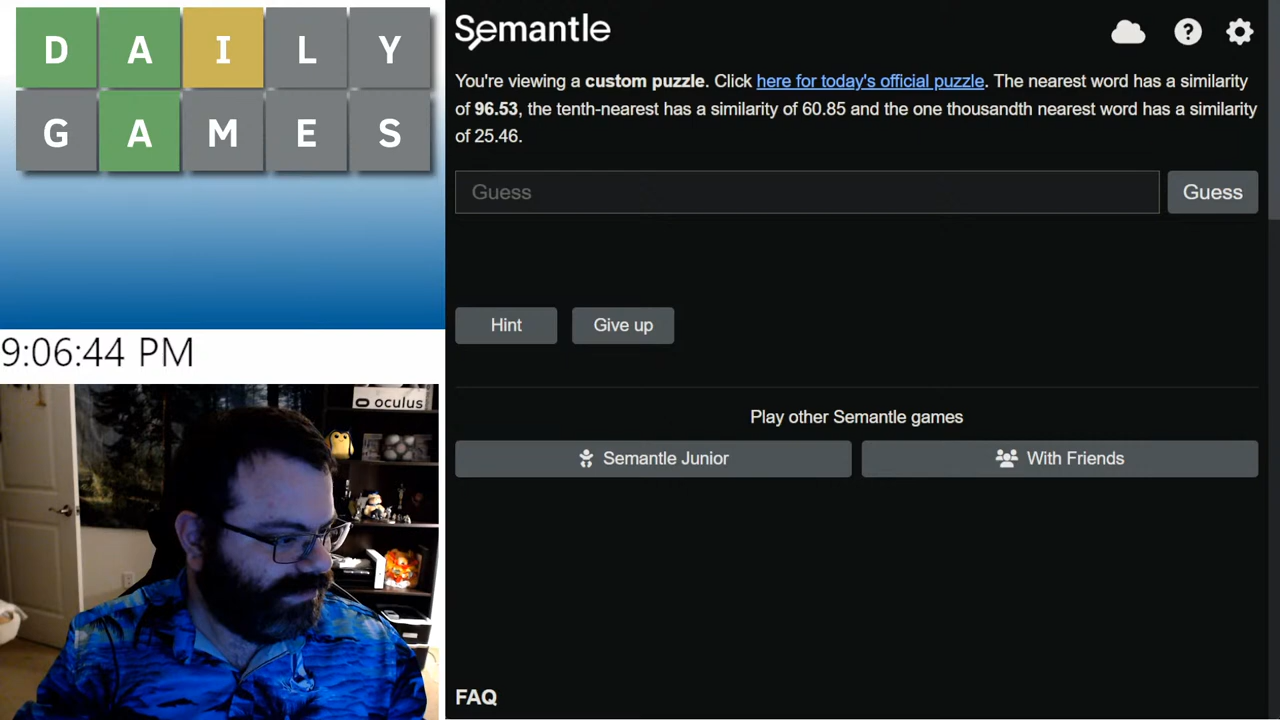 DAILY
GAMES
9:06:44 PM
oculus
Semantle
?
You're viewing a custom puzzle. Click here for today's official puzzle. The nearest word has a similarity
of 96.53, the tenth-nearest has a similarity of 60.85 and the one thousandth nearest word has a similarity
of 25.46.
Guess
Guess
Hint
Give up
Play other Semantle games
Semantle Junior
With Friends
FAQ